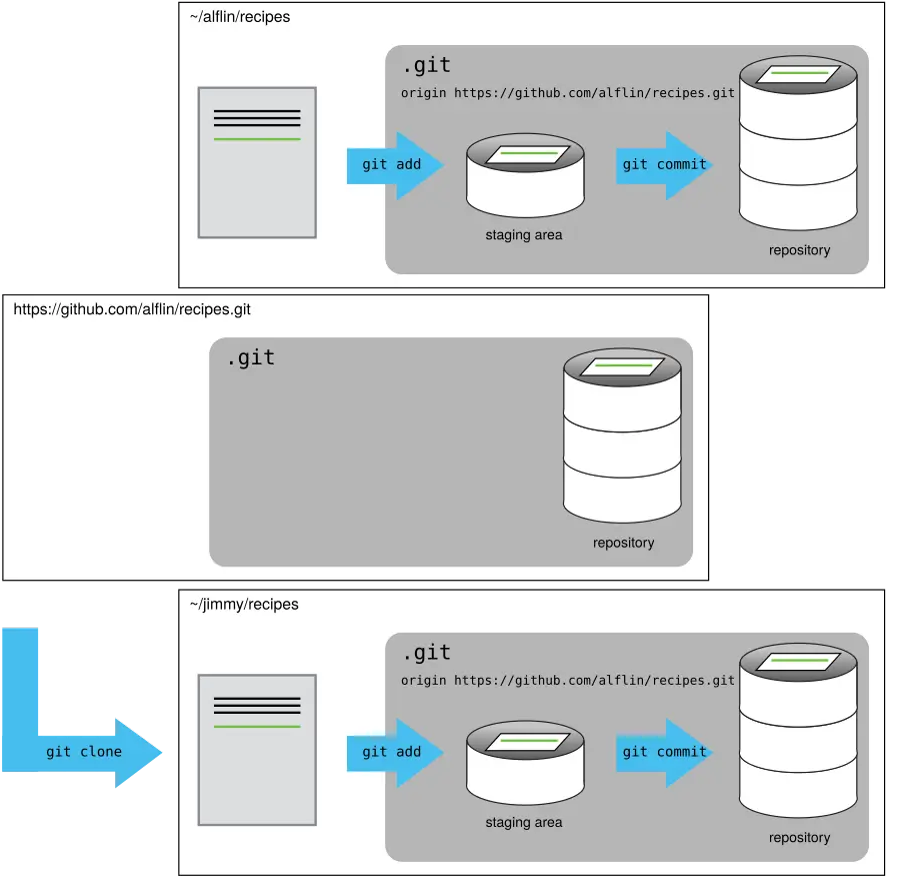 ~/alflin/recipes
.git
origin https://github.com/alflin/recipes.git
git add
git commit
staging area
repository
https://github.com/alflin/recipes.git
.git
repository
~/jimmy/recipes
.git
origin https://github.com/alflin/recipes.git
git clone
git add
git commit
staging area
repository